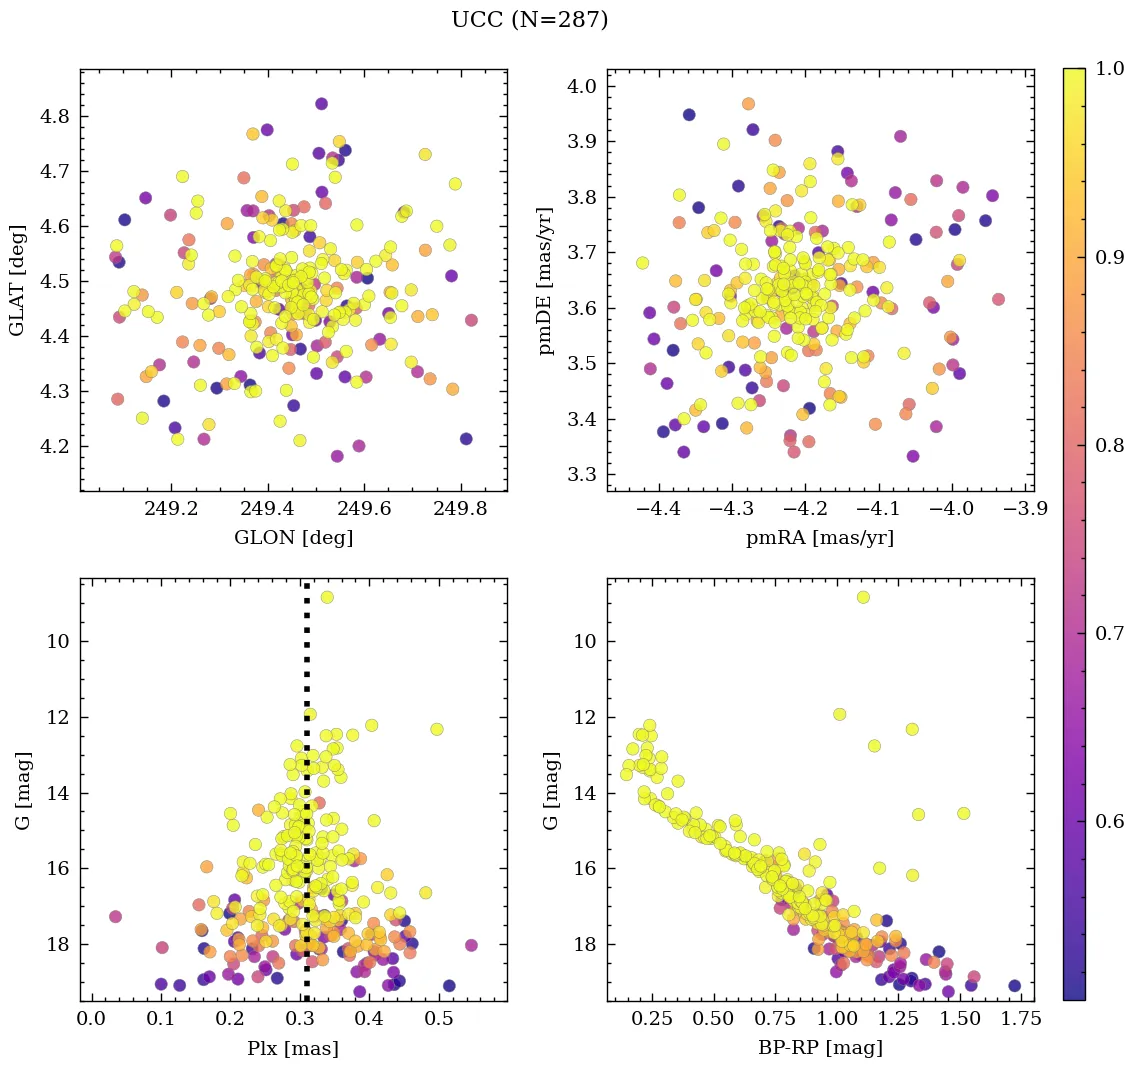 UCC (N=287)
4.8
4.7
4.6
4.5
4.4
4.3
4.2
GLAT [deg]
249.2 249.4 249.6 249.8
GLON [deg]
4.0
3.9
3.8
3.7
3.6
3.5
3.4
3.3
pmDE [mas/yr]
−4.4 −4.3 −4.2 −4.1 −4.0 −3.9
pmRA [mas/yr]
10
12
14
16
18
G [mag]
0.0 0.1 0.2 0.3 0.4 0.5
Plx [mas]
10
12
14
16
18
G [mag]
0.25 0.50 0.75 1.00 1.25 1.50 1.75
BP-RP [mag]
1.0
0.9
0.8
0.7
0.6